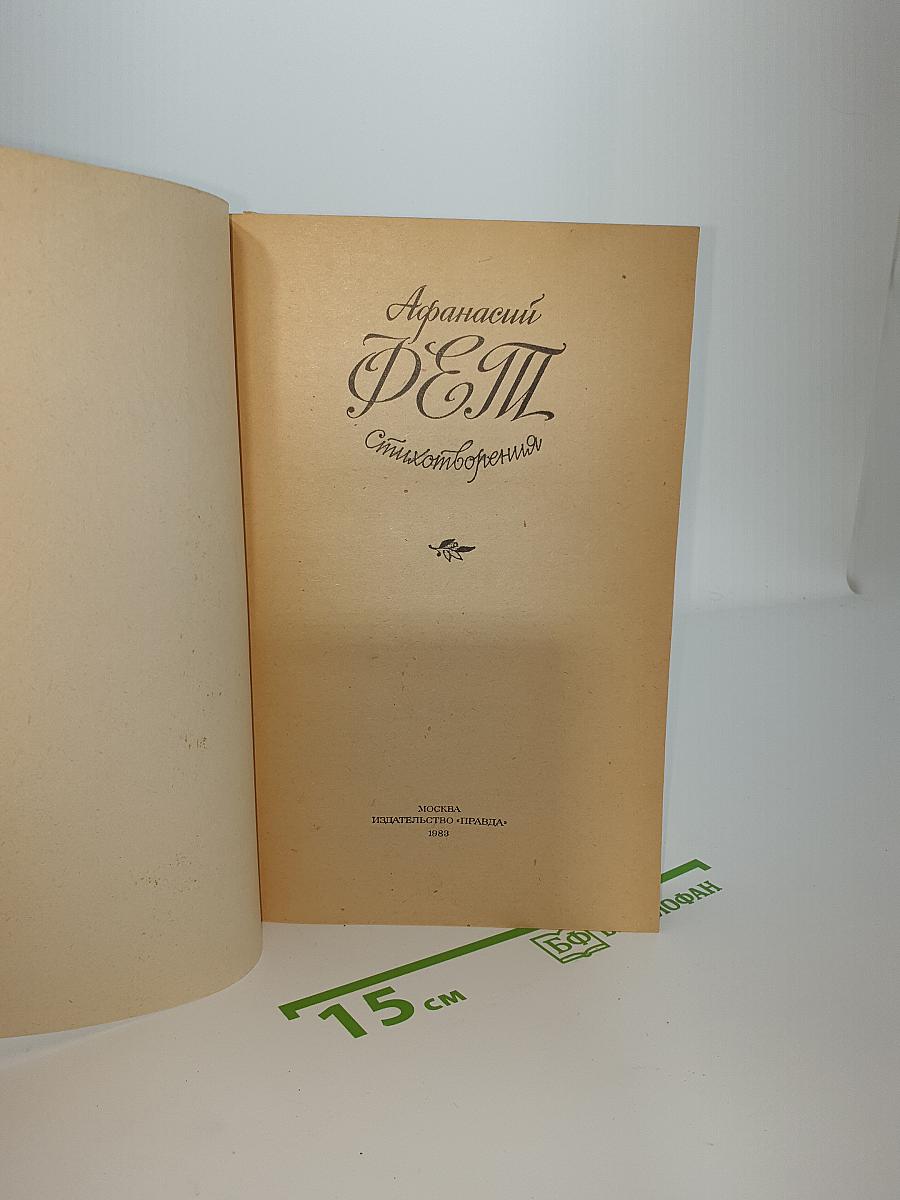 Афанасий
ФЕТ
Стихотворения
МОСКВА
ИЗДАТЕЛЬСТВО «ПРАВДА»
1983
15 см
БФ